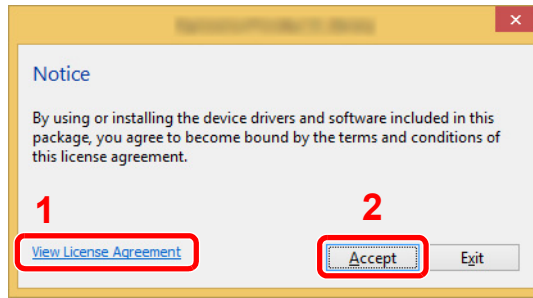 Notice
By using or installing the device drivers and software included in this
package, you agree to become bound by the terms and conditions of
this license agreement.
1
2
View License Agreement
Accept
Exit